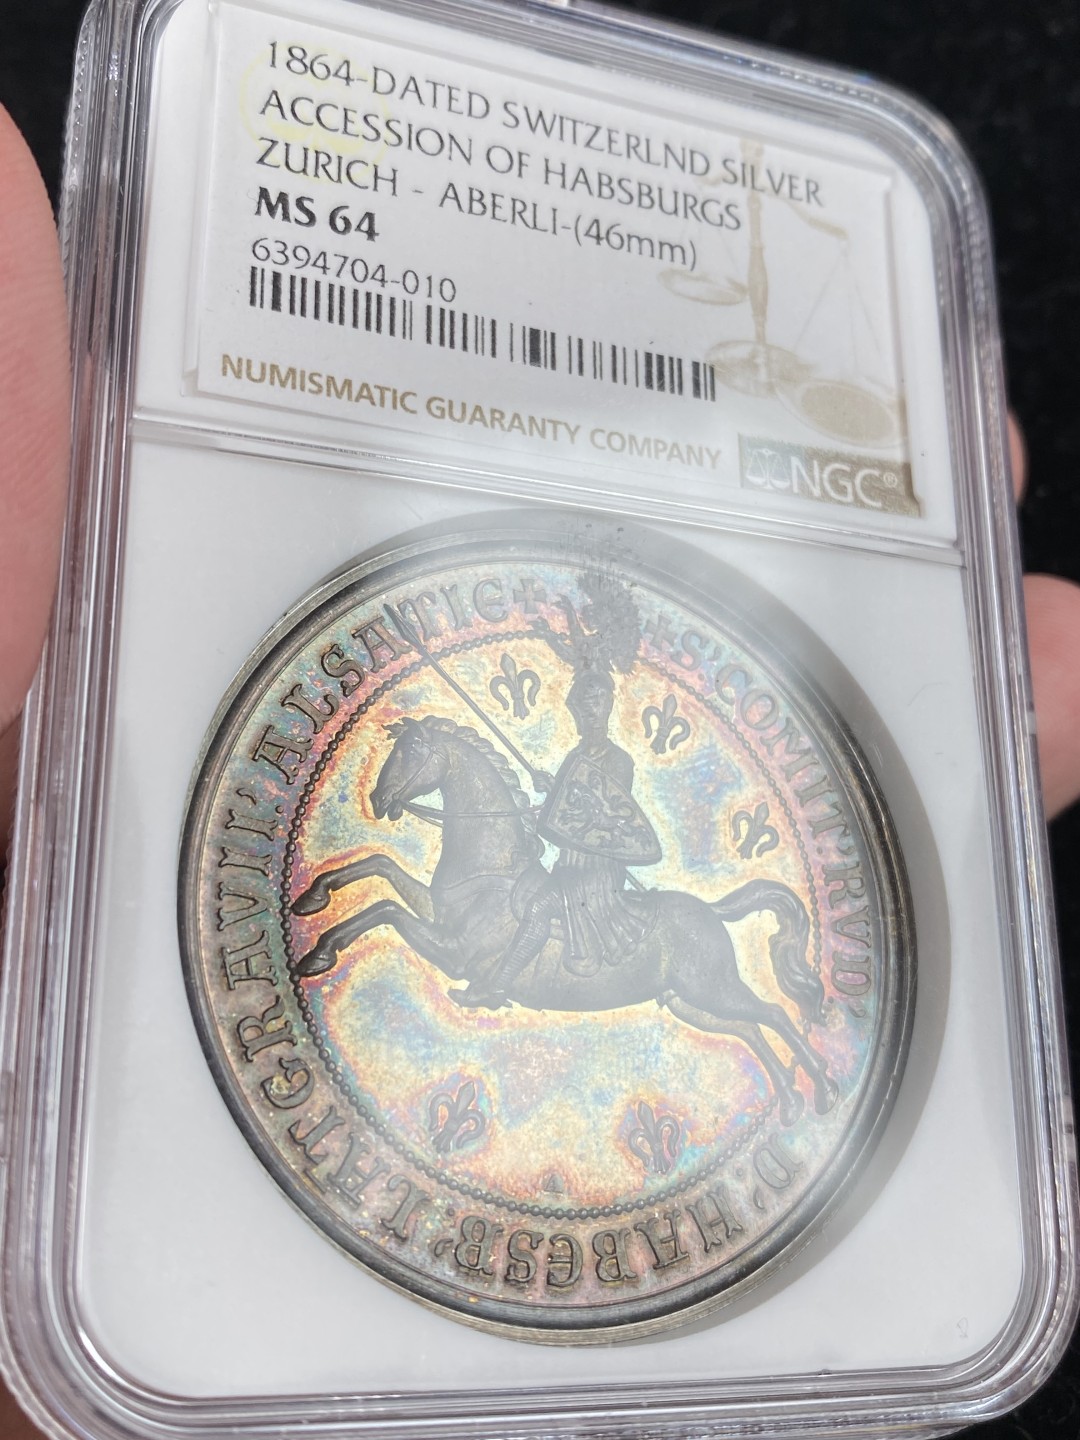 1864-DATED SWITZERLND SILVER
ACCESSION OF HABSBURGS
ZURICH - ABERLI-(46mm)
MS 64
6394704-010
NUMISMATIC GUARANTY COMPANY
NGC®
+S'COMIT'RVD' D'HABESB'LATGRAVII'ALSATIE+